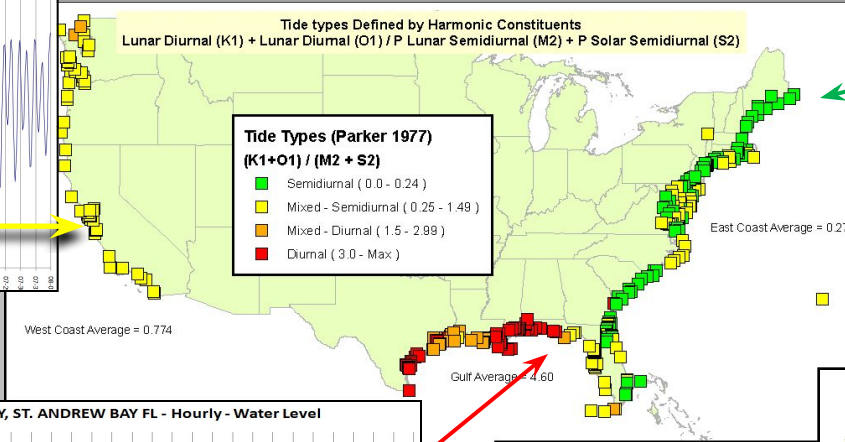 Tide types Defined by Harmonic Constituents
Lunar Diurnal (K1) + Lunar Diurnal (O1) / P Lunar Semidiurnal (M2) + P Solar Semidiurnal (S2)
Tide Types (Parker 1977)
(K1+O1) / (M2 + S2)
Semidiurnal ( 0.0 - 0.24 )
Mixed - Semidiurnal ( 0.25 - 1.49 )
Mixed - Diurnal ( 1.5 - 2.99 )
Diurnal ( 3.0 - Max )
East Coast Average = 0.27
West Coast Average = 0.774
Gulf Average = 4.60
Y, ST. ANDREW BAY FL - Hourly - Water Level